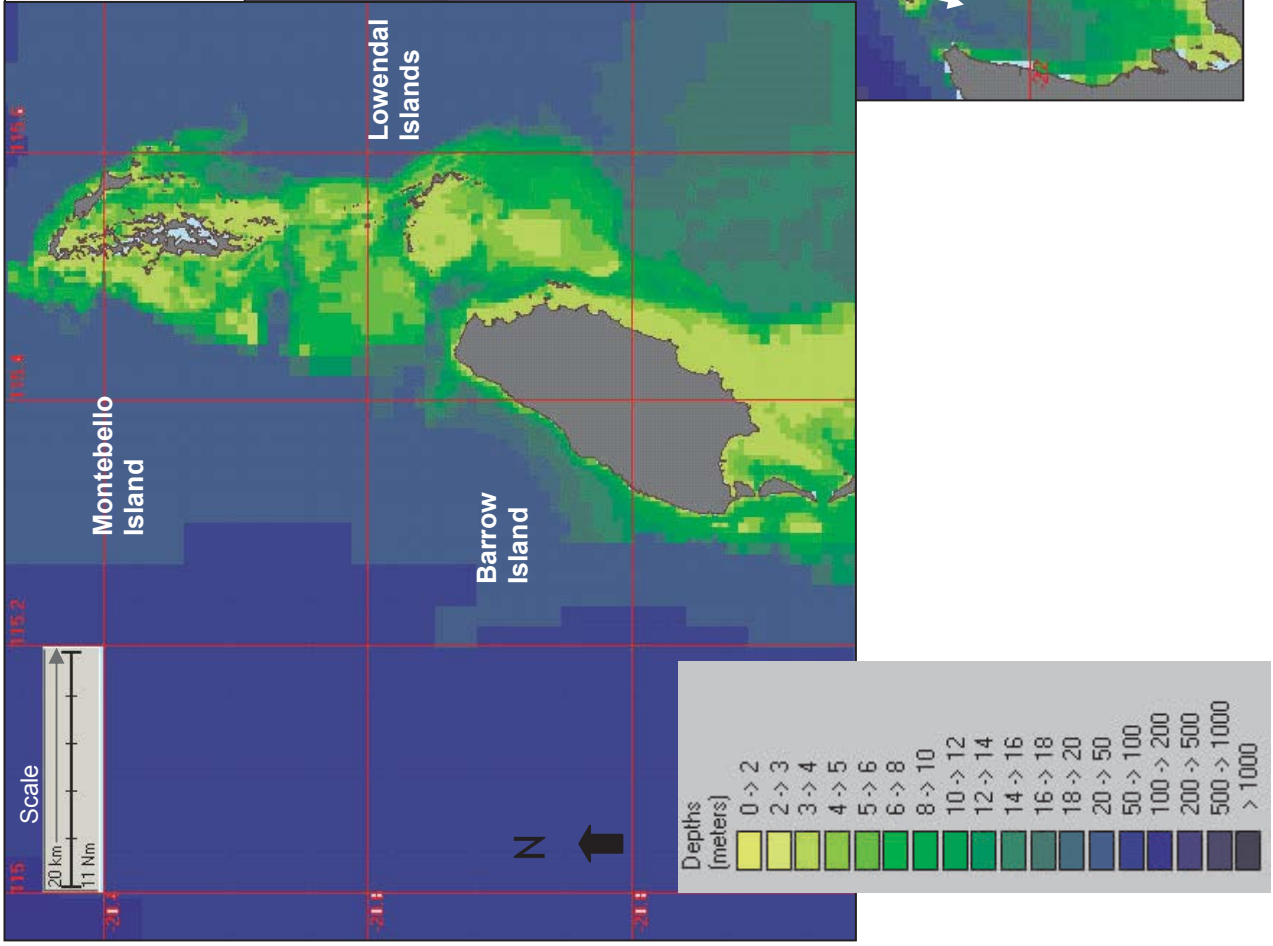 Scale
20 km
11 Nm
115
115.2
115.6
Montebello
Island
Lowendal
Islands
Barrow
Island
N
Depths
(meters)
0 -> 2
2 -> 3
3 -> 4
4 -> 5
5 -> 6
6 -> 8
8 -> 10
10 -> 12
12 -> 14
14 -> 16
16 -> 18
18 -> 20
20 -> 50
50 -> 100
100 -> 200
200 -> 500
500 -> 1000
> 1000